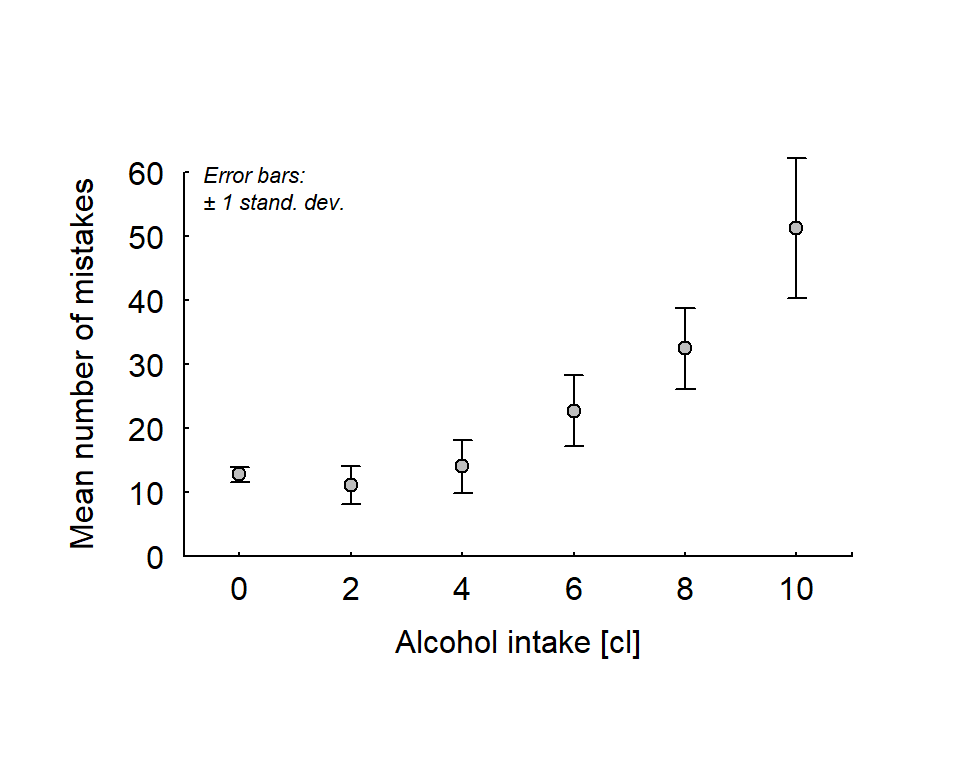 Error bars:
± 1 stand. dev.
Mean number of mistakes
60
50
40
30
20
10
0
0 2 4 6 8 10
Alcohol intake [cl]